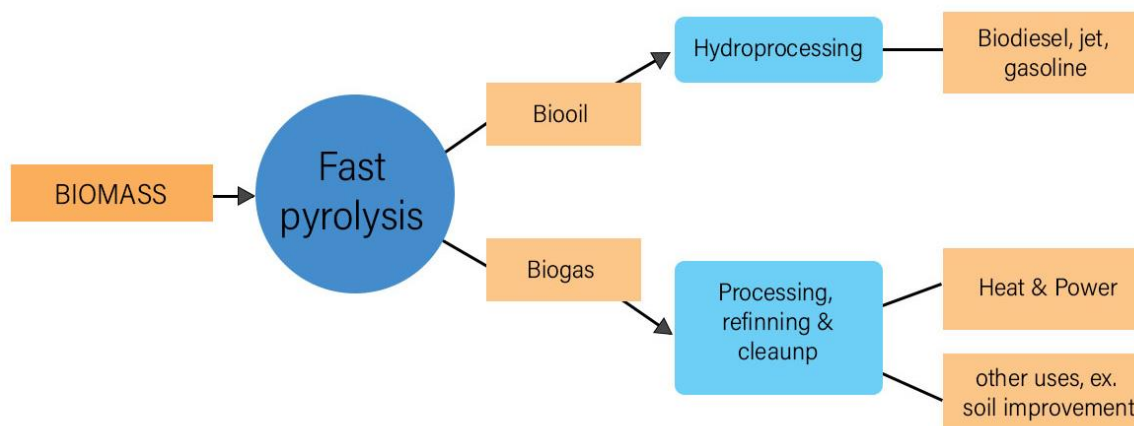 BIOMASS
Fast
pyrolysis
Biooil
Biogas
Hydroprocessing
Biodiesel, jet,
gasoline
Processing,
refinning &
cleaunp
Heat & Power
other uses, ex.
soil improvement